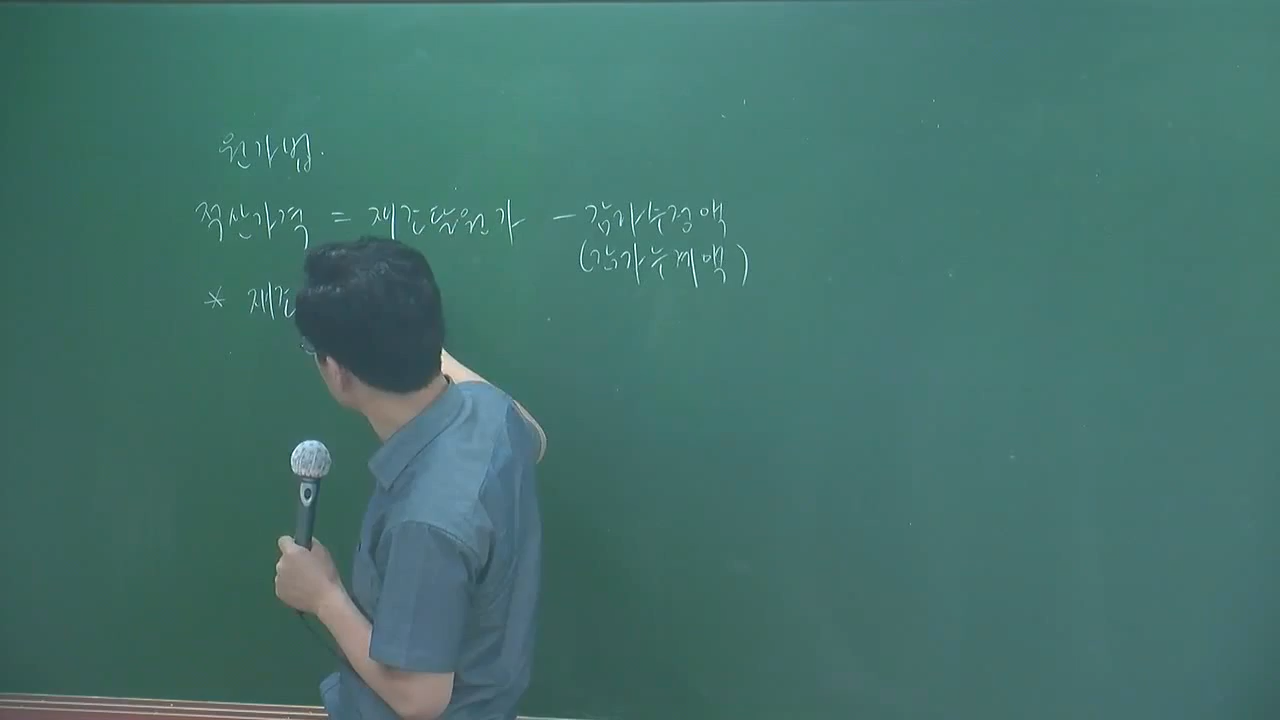 원가법.
적산가격 = 재조달원가 - 감가수정액
(감가누계액)
* 재조